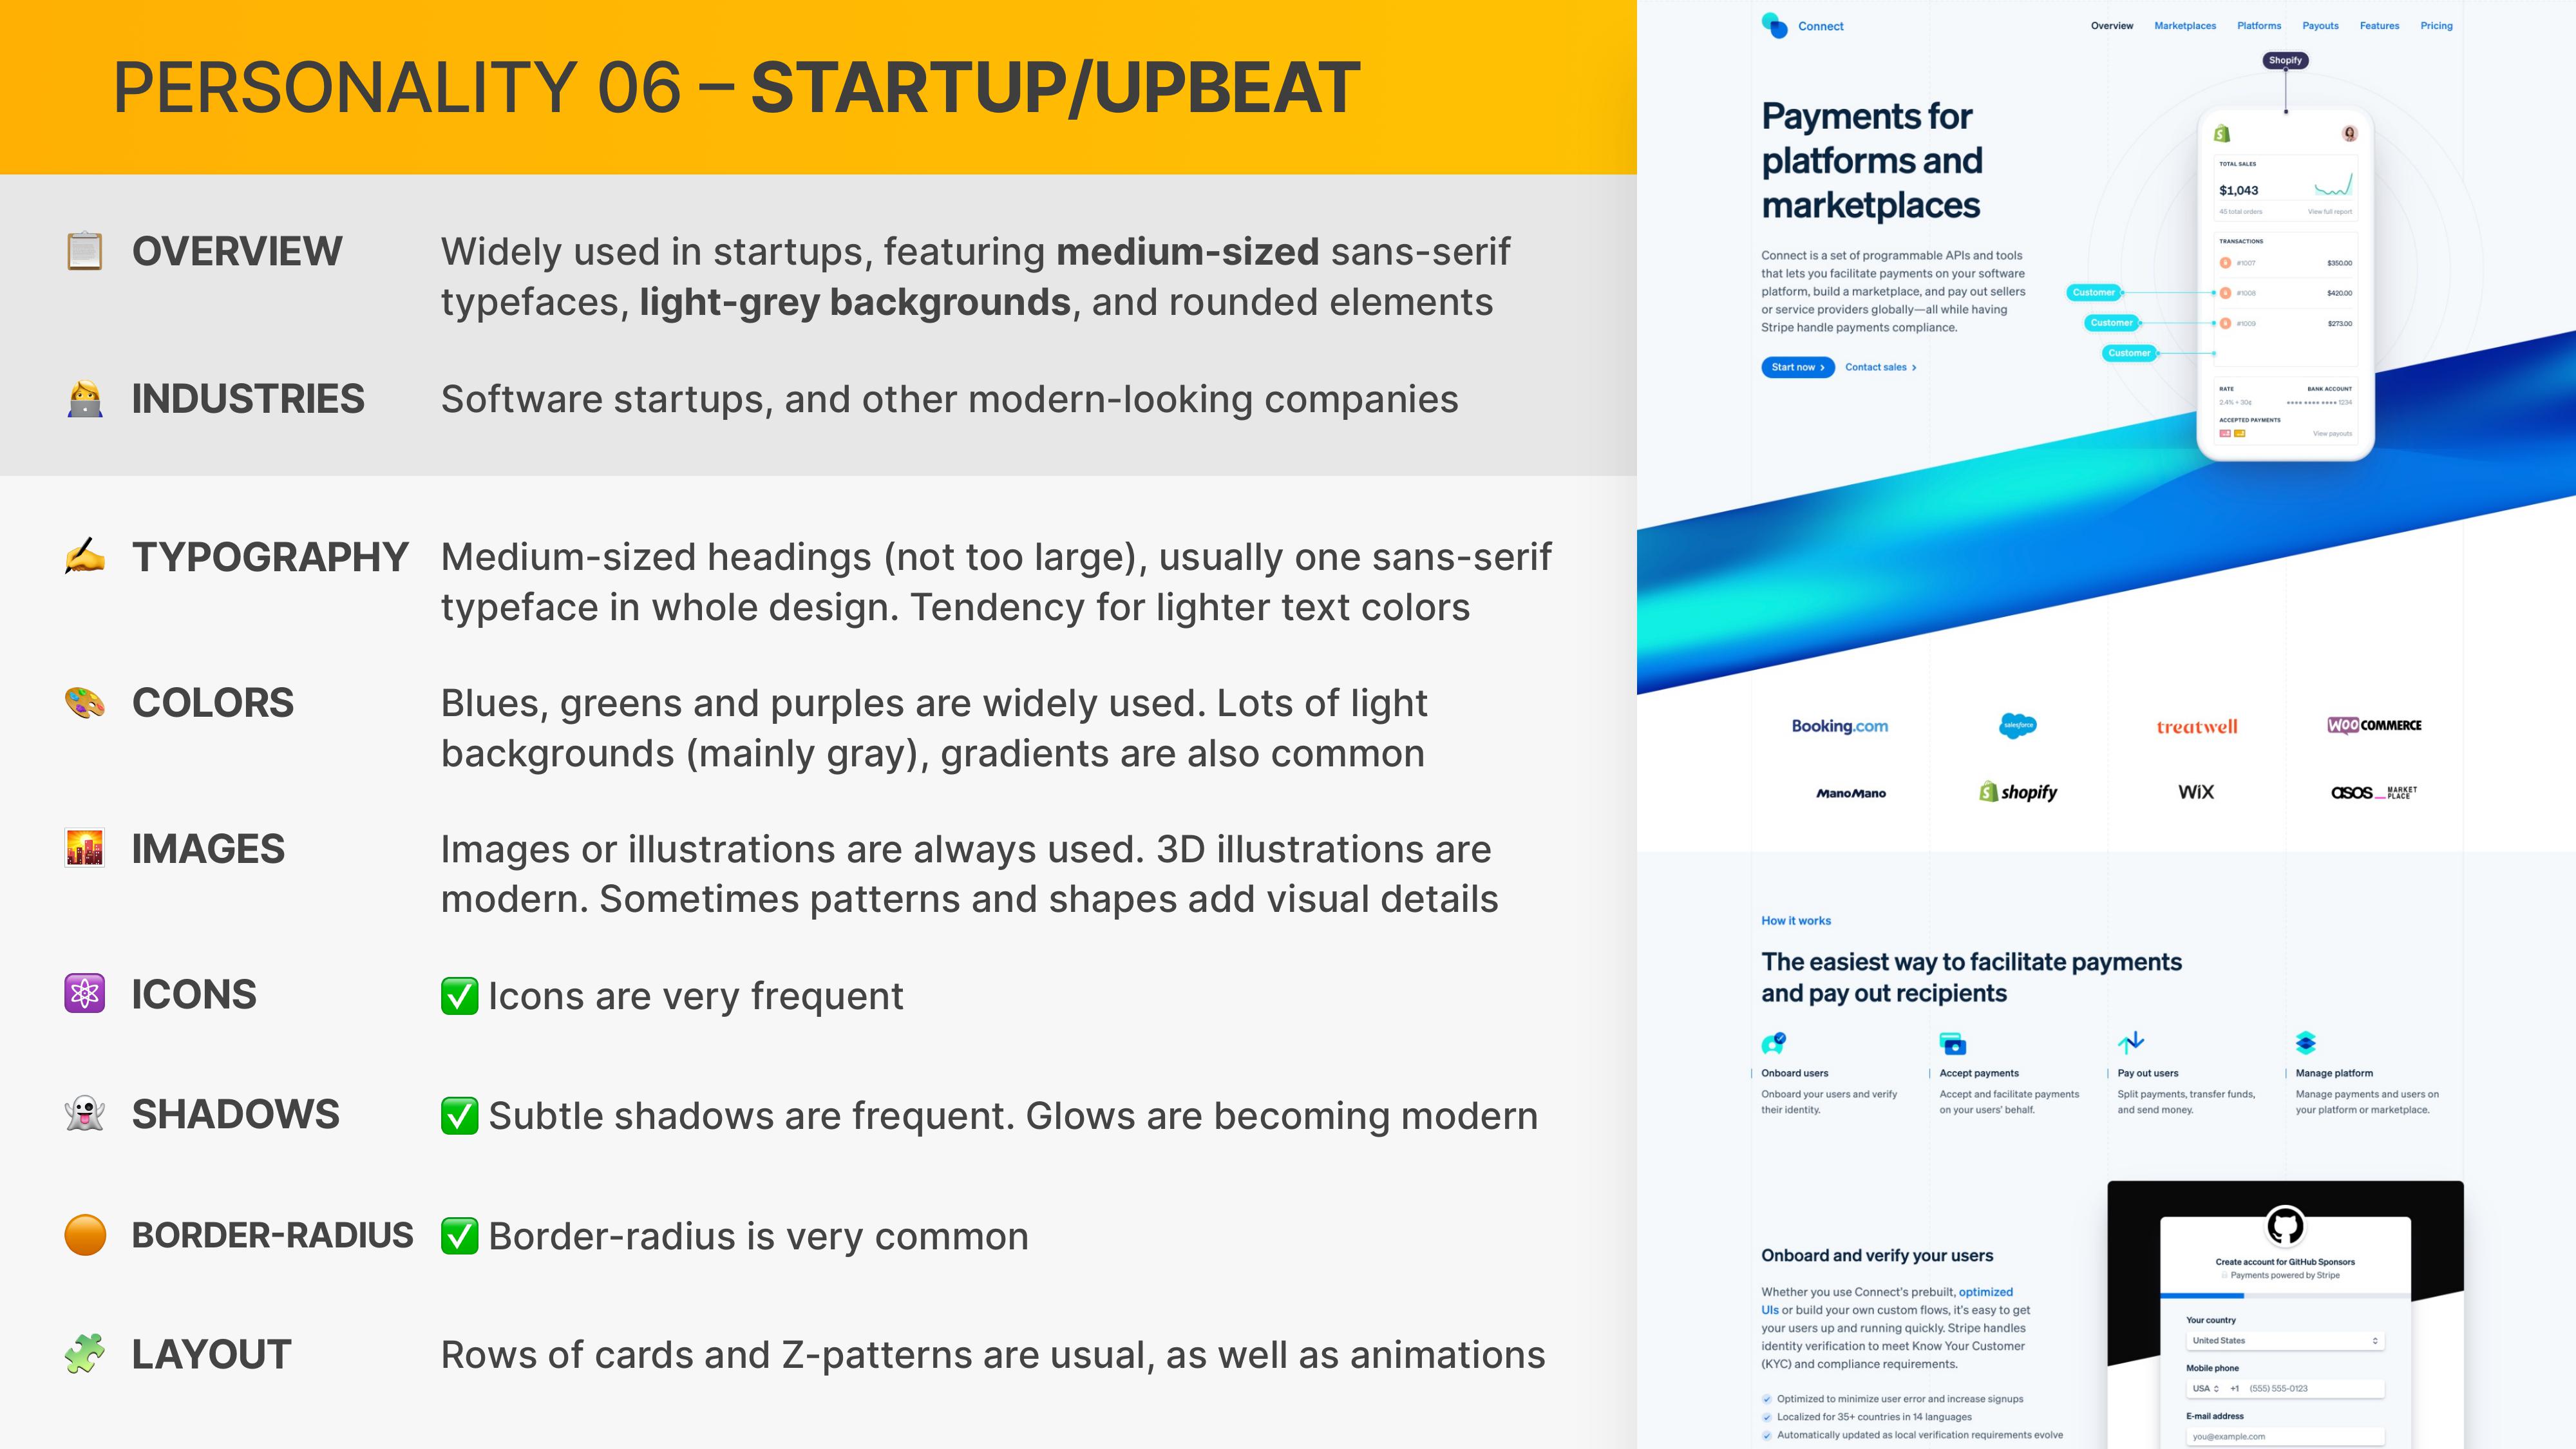 PERSONALITY 06 – STARTUP/UPBEAT
OVERVIEW
Widely used in startups, featuring medium-sized sans-serif
typefaces, light-grey backgrounds, and rounded elements
INDUSTRIES
Software startups, and other modern-looking companies
TYPOGRAPHY
Medium-sized headings (not too large), usually one sans-serif
typeface in whole design. Tendency for lighter text colors
COLORS
Blues, greens and purples are widely used. Lots of light
backgrounds (mainly gray), gradients are also common
IMAGES
Images or illustrations are always used. 3D illustrations are
modern. Sometimes patterns and shapes add visual details
ICONS
✅ Icons are very frequent
SHADOWS
✅ Subtle shadows are frequent. Glows are becoming modern
BORDER-RADIUS
✅ Border-radius is very common
LAYOUT
Rows of cards and Z-patterns are usual, as well as animations
Connect
Overview Marketplaces Platforms Payouts Features Pricing
Payments for
platforms and
marketplaces
Connect is a set of programmable APIs and tools
that lets you facilitate payments on your software
platform, build a marketplace, and pay out sellers
or service providers globally—all while having
Stripe handle payments compliance.
Start now > Contact sales >
Shopify
TOTAL SALES
$1,043
45 total orders View full report
TRANSACTIONS
#1007 $350.00
Customer #1008 $420.00
Customer #1009 $273.00
Customer
RATE BANK ACCOUNT
2.4% + 30¢ •••• •••• •••• 1234
ACCEPTED PAYMENTS
View payouts
Booking.com salesforce treatwell WOO COMMERCE
ManoMano shopify WiX asos MARKET PLACE
How it works
The easiest way to facilitate payments
and pay out recipients
Onboard users
Onboard your users and verify
their identity.
Accept payments
Accept and facilitate payments
on your users' behalf.
Pay out users
Split payments, transfer funds,
and send money.
Manage platform
Manage payments and users on
your platform or marketplace.
Onboard and verify your users
Whether you use Connect's prebuilt, optimized
UIs or build your own custom flows, it's easy to get
your users up and running quickly. Stripe handles
identity verification to meet Know Your Customer
(KYC) and compliance requirements.
Optimized to minimize user error and increase signups
Localized for 35+ countries in 14 languages
Automatically updated as local verification requirements evolve
Create account for GitHub Sponsors
Payments powered by Stripe
Your country
United States
Mobile phone
USA +1 (555) 555-0123
E-mail address
you@example.com